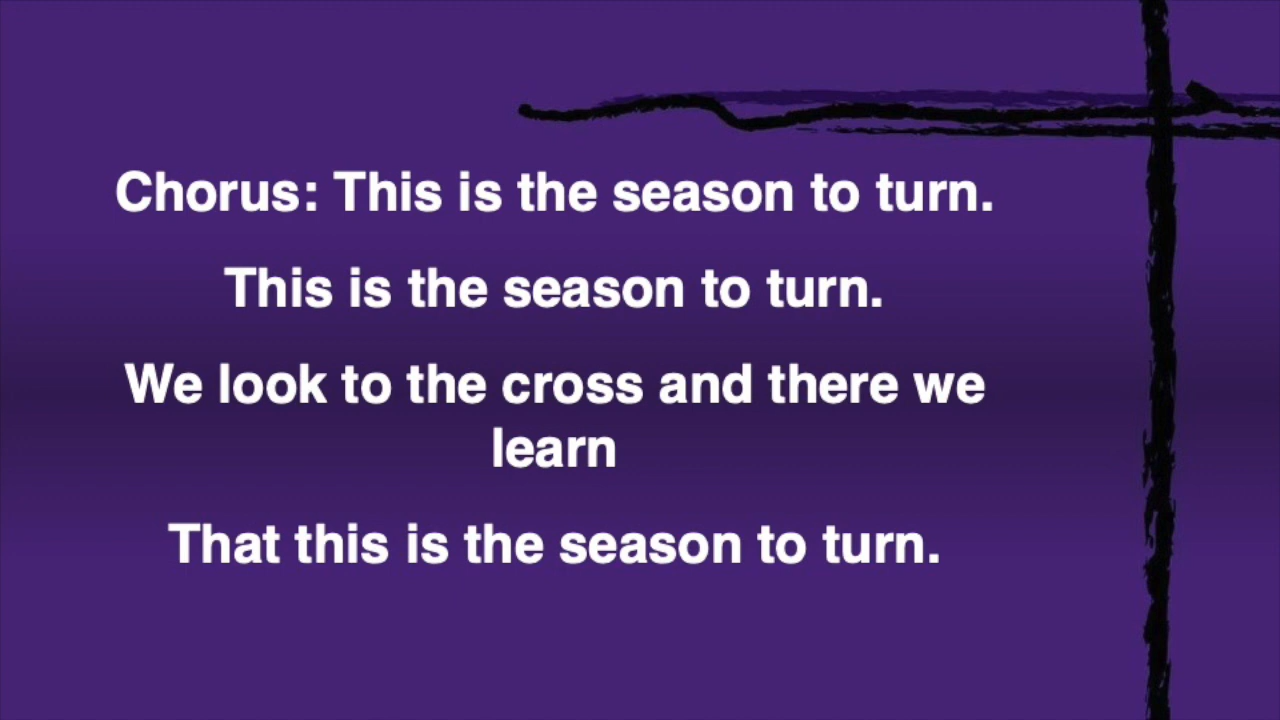 Chorus: This is the season to turn.
This is the season to turn.
We look to the cross and there we
learn
That this is the season to turn.